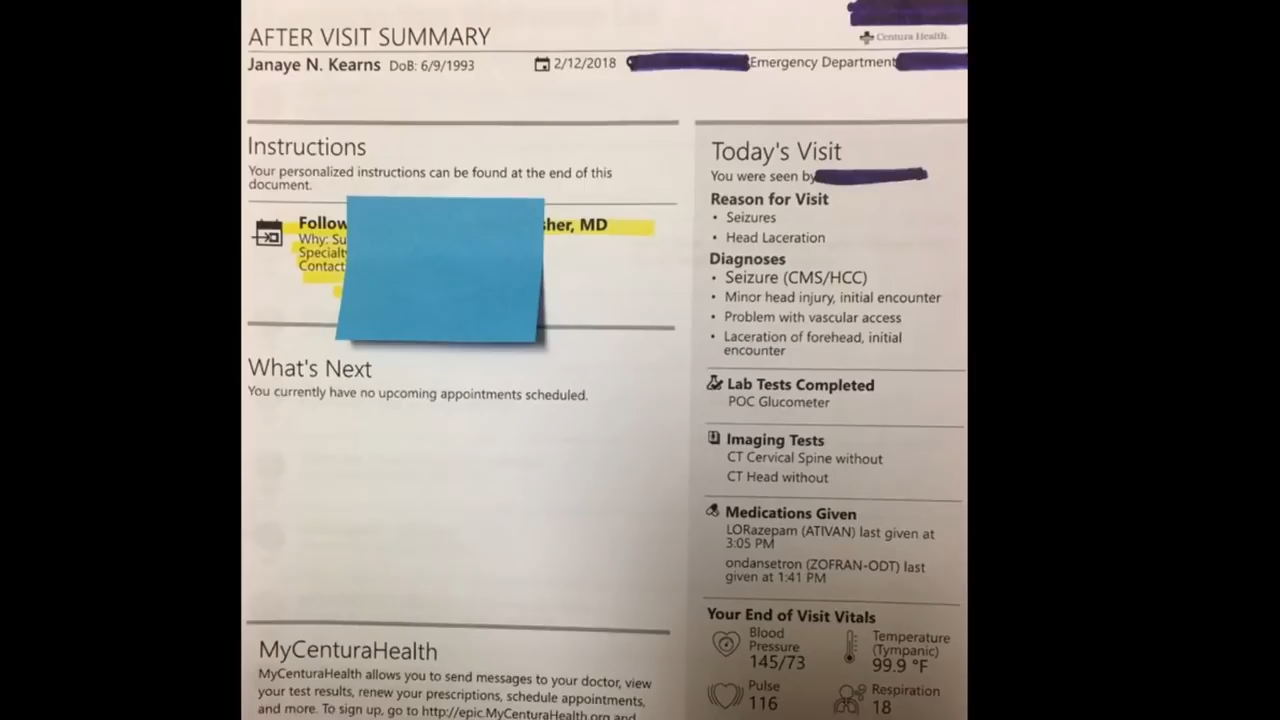 AFTER VISIT SUMMARY
Centura Health.
Janaye N. Kearns DoB: 6/9/1993 2/12/2018 Emergency Department
Instructions
Your personalized instructions can be found at the end of this
document.
Follow
sher, MD
Why: Su
Specialt
Contact
What's Next
You currently have no upcoming appointments scheduled.
MyCenturaHealth
MyCenturaHealth allows you to send messages to your doctor, view
your test results, renew your prescriptions, schedule appointments,
and more. To sign up, go to http://epic.MyCenturaHealth.org and
Today's Visit
You were seen by
Reason for Visit
• Seizures
• Head Laceration
Diagnoses
• Seizure (CMS/HCC)
• Minor head injury, initial encounter
• Problem with vascular access
• Laceration of forehead, initial
encounter
Lab Tests Completed
POC Glucometer
Imaging Tests
CT Cervical Spine without
CT Head without
Medications Given
LORazepam (ATIVAN) last given at
3:05 PM
ondansetron (ZOFRAN-ODT) last
given at 1:41 PM
Your End of Visit Vitals
Blood
Pressure
145/73
Temperature
(Tympanic)
99.9 °F
Pulse
116
Respiration
18